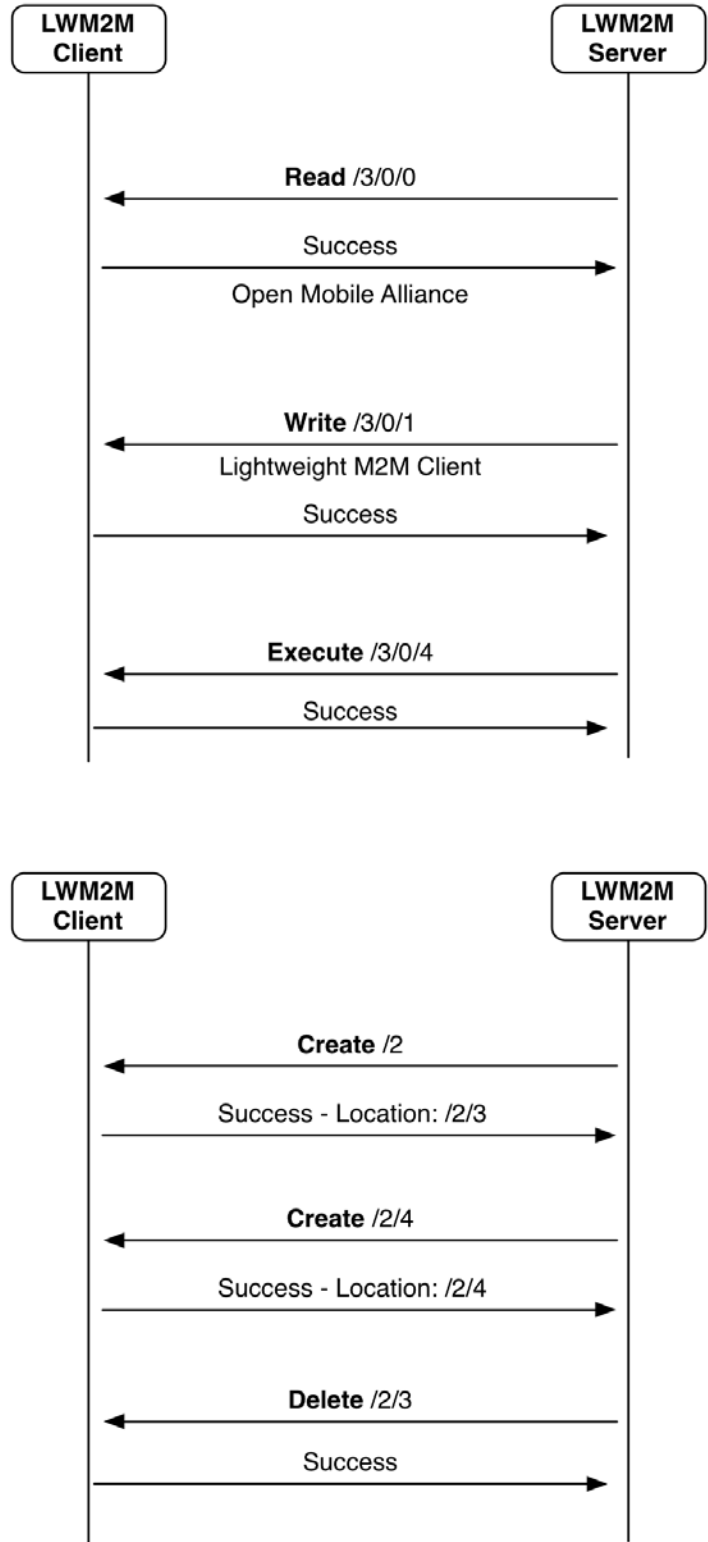 LWM2M
Client
LWM2M
Server
Read /3/0/0
Success
Open Mobile Alliance
Write /3/0/1
Lightweight M2M Client
Success
Execute /3/0/4
Success
LWM2M
Client
LWM2M
Server
Create /2
Success - Location: /2/3
Create /2/4
Success - Location: /2/4
Delete /2/3
Success